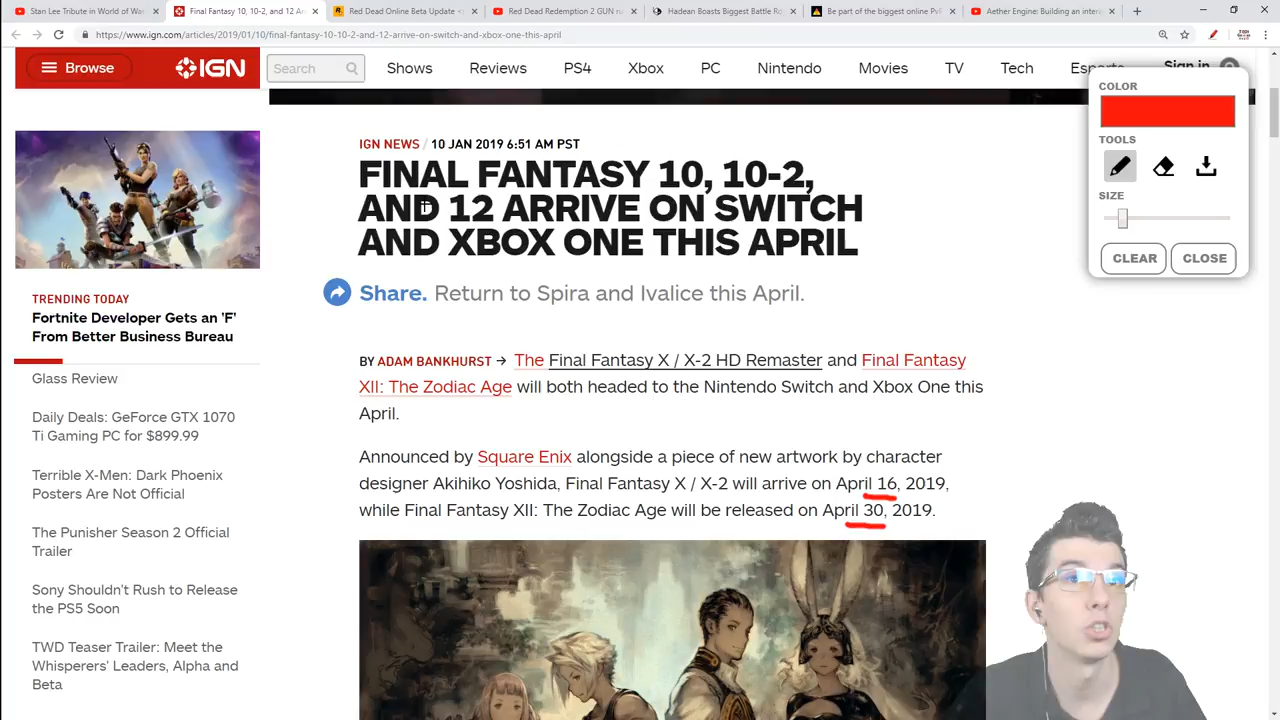 Stan Lee Tribute in World of Wa
Final Fantasy 10, 10-2, and 12 Arr
Red Dead Online Beta Update
Red Dead Redemption 2 GUN ru
Hadean Boasts Biggest Battle Ro
Be part of the biggest online PvP
Aether Engine: Building an inter
https://www.ign.com/articles/2019/01/10/final-fantasy-10-10-2-and-12-arrive-on-switch-and-xbox-one-this-april
Browse
IGN
Search
Shows
Reviews
PS4
Xbox
PC
Nintendo
Movies
TV
Tech
Esports
Sign in
COLOR
TOOLS
SIZE
CLEAR
CLOSE
IGN NEWS / 10 JAN 2019 6:51 AM PST
FINAL FANTASY 10, 10-2,
AND 12 ARRIVE ON SWITCH
AND XBOX ONE THIS APRIL
Share. Return to Spira and Ivalice this April.
TRENDING TODAY
Fortnite Developer Gets an 'F'
From Better Business Bureau
Glass Review
Daily Deals: GeForce GTX 1070
Ti Gaming PC for $899.99
Terrible X-Men: Dark Phoenix
Posters Are Not Official
The Punisher Season 2 Official
Trailer
Sony Shouldn't Rush to Release
the PS5 Soon
TWD Teaser Trailer: Meet the
Whisperers' Leaders, Alpha and
Beta
BY ADAM BANKHURST → The Final Fantasy X / X-2 HD Remaster and Final Fantasy
XII: The Zodiac Age will both headed to the Nintendo Switch and Xbox One this
April.
Announced by Square Enix alongside a piece of new artwork by character
designer Akihiko Yoshida, Final Fantasy X / X-2 will arrive on April 16, 2019,
while Final Fantasy XII: The Zodiac Age will be released on April 30, 2019.